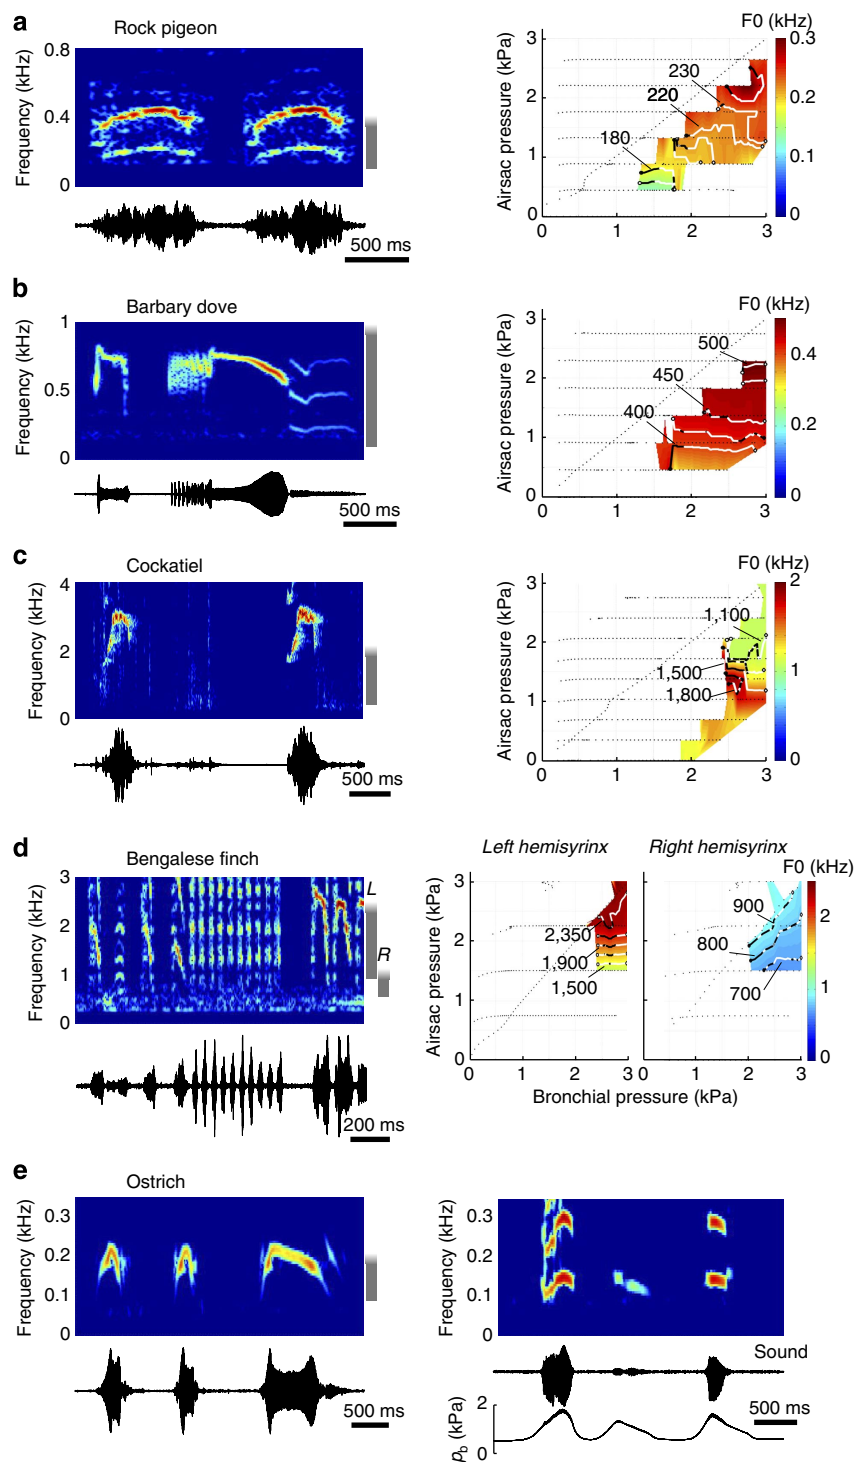 a
Rock pigeon
Frequency (kHz)
0.8
0.4
0
500 ms
F0 (kHz)
Airsac pressure (kPa)
3
2
1
0
0 1 2 3
230
220
180
0.3
0.2
0.1
0
b
Barbary dove
Frequency (kHz)
1
0.5
0
500 ms
F0 (kHz)
Airsac pressure (kPa)
3
2
1
0
0 1 2 3
500
450
400
0.4
0.2
0
c
Cockatiel
Frequency (kHz)
4
2
0
500 ms
F0 (kHz)
Airsac pressure (kPa)
3
2
1
0
0 1 2 3
1,100
1,500
1,800
2
1
0
d
Bengalese finch
Frequency (kHz)
3
2
1
0
L
R
200 ms
Left hemisyrinx
Right hemisyrinx
F0 (kHz)
Airsac pressure (kPa)
3
2
1
0
0 1 2 3
0 1 2 3
2,350
1,900
1,500
900
800
700
2
1
0
Bronchial pressure (kPa)
e
Ostrich
Frequency (kHz)
0.3
0.2
0.1
0
500 ms
Frequency (kHz)
0.3
0.2
0.1
0
Sound
500 ms
pb (kPa)
2
0